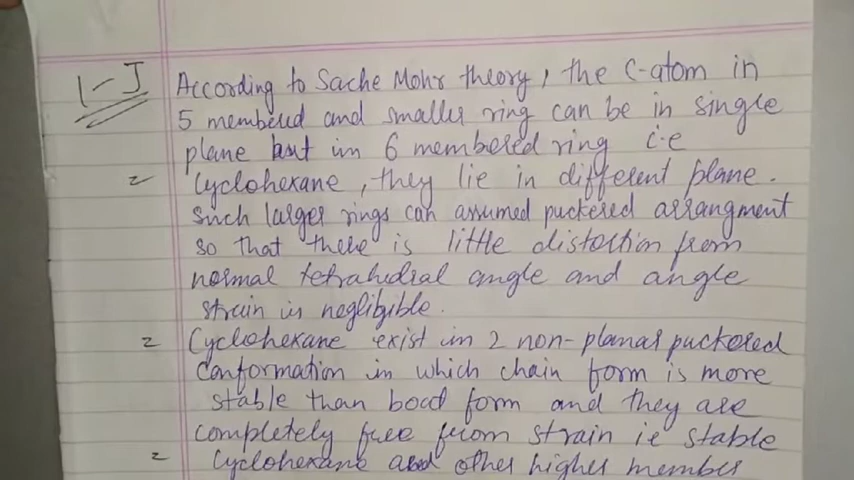 1-J According to Sache Mohr theory, the C-atom in
5 membered and smaller ring can be in single
plane but in 6 membered ring i.e
= Cyclohexane, they lie in different plane.
Such larger rings can assumed puckered arrangment
so that there is little distortion from
normal tetrahedral angle and angle
strain is negligible.
= Cyclohexane exist in 2 non-planar puckered
Conformation in which chain form is more
stable than boat form and they are
completely free from strain ie stable
= Cyclohexane and other higher member